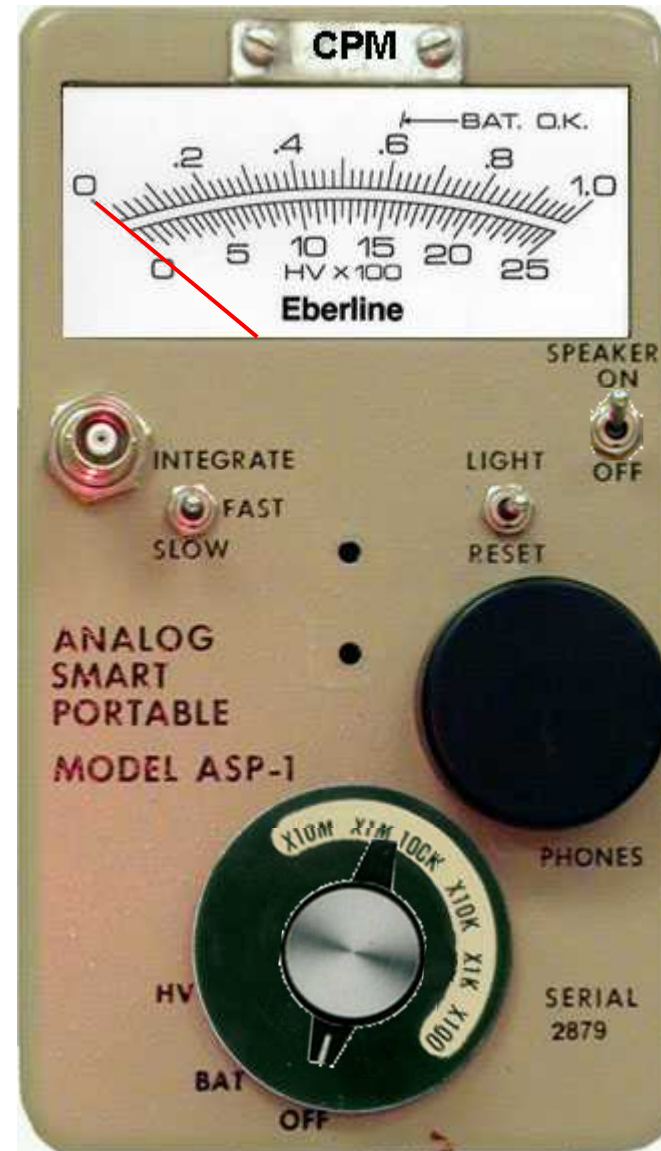 CPM
BAT. O.K.
0 .2 .4 .6 .8 1.0
0 5 10 15 20 25
HV x 100
Eberline
SPEAKER
ON
OFF
INTEGRATE
FAST
SLOW
LIGHT
RESET
ANALOG
SMART
PORTABLE
MODEL ASP-1
PHONES
X10M X1M 10CK X10K X1K X100
HV
BAT
OFF
SERIAL
2879